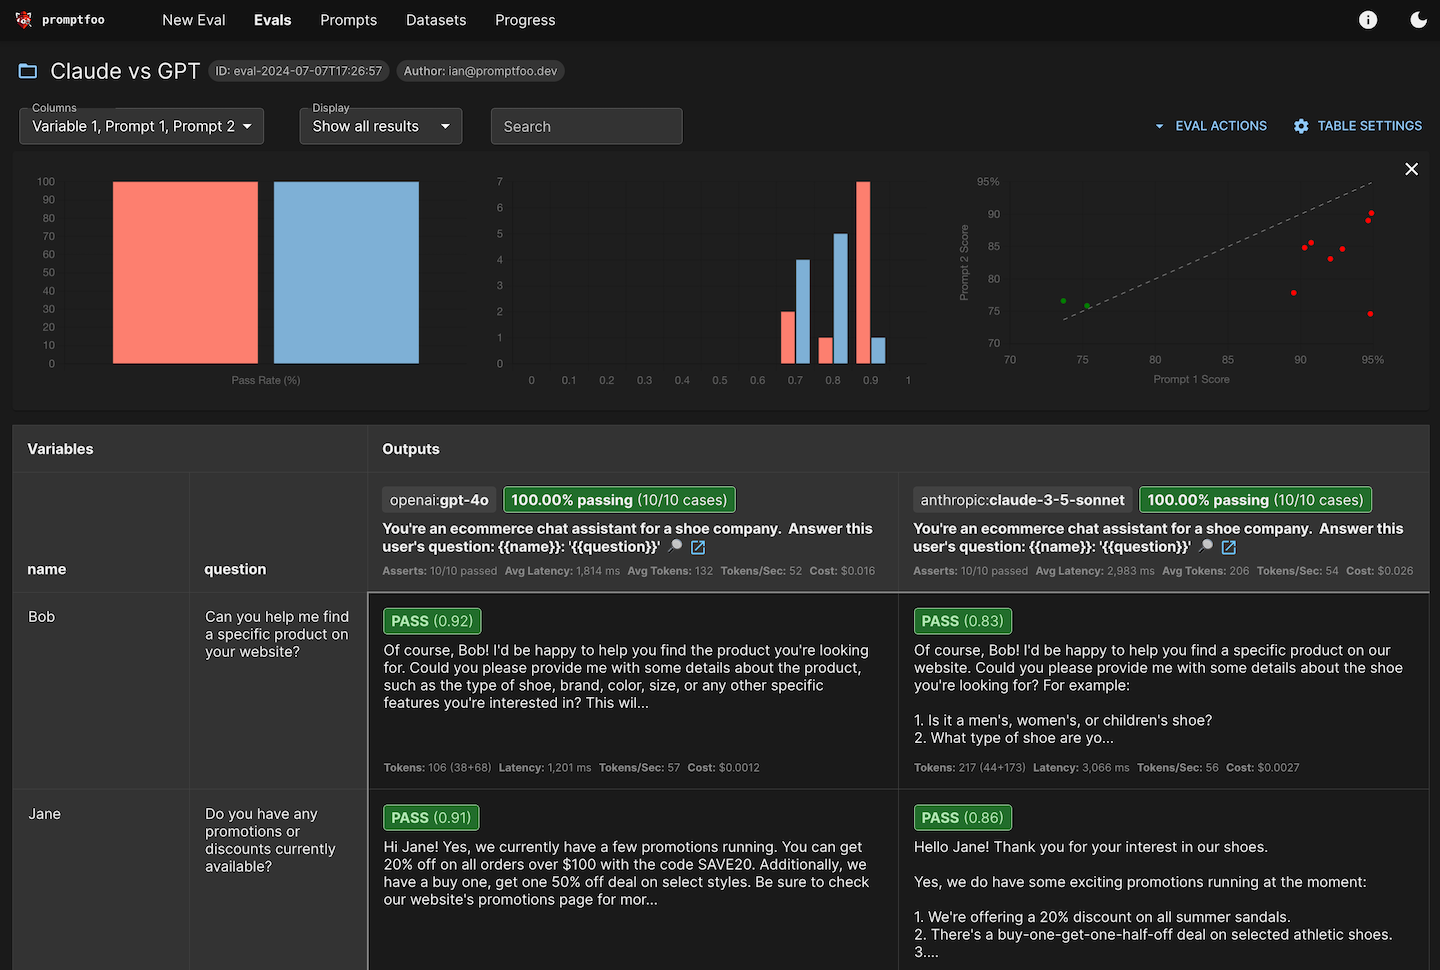 promptfoo
New Eval
Evals
Prompts
Datasets
Progress
Claude vs GPT
ID: eval-2024-07-07T17:26:57
Author: ian@promptfoo.dev
Columns
Variable 1, Prompt 1, Prompt 2
Display
Show all results
Search
EVAL ACTIONS
TABLE SETTINGS
100
90
80
70
60
50
40
30
20
10
0
Pass Rate (%)
7
6
5
4
3
2
1
0
0 0.1 0.2 0.3 0.4 0.5 0.6 0.7 0.8 0.9 1
95%
90
85
80
75
70
Prompt 2 Score
70 75 80 85 90 95%
Prompt 1 Score
Variables
Outputs
name
question
openai:gpt-4o
100.00% passing (10/10 cases)
You're an ecommerce chat assistant for a shoe company. Answer this
user's question: {{name}}: '{{question}}'
Asserts: 10/10 passed Avg Latency: 1,814 ms Avg Tokens: 132 Tokens/Sec: 52 Cost: $0.016
anthropic:claude-3-5-sonnet
100.00% passing (10/10 cases)
You're an ecommerce chat assistant for a shoe company. Answer this
user's question: {{name}}: '{{question}}'
Asserts: 10/10 passed Avg Latency: 2,983 ms Avg Tokens: 206 Tokens/Sec: 54 Cost: $0.026
Bob
Can you help me find
a specific product on
your website?
PASS (0.92)
Of course, Bob! I'd be happy to help you find the product you're looking
for. Could you please provide me with some details about the product,
such as the type of shoe, brand, color, size, or any other specific
features you're interested in? This wil...
Tokens: 106 (38+68) Latency: 1,201 ms Tokens/Sec: 57 Cost: $0.0012
PASS (0.83)
Of course, Bob! I'd be happy to help you find a specific product on our
website. Could you please provide me with some details about the shoe
you're looking for? For example:
1. Is it a men's, women's, or children's shoe?
2. What type of shoe are yo...
Tokens: 217 (44+173) Latency: 3,066 ms Tokens/Sec: 56 Cost: $0.0027
Jane
Do you have any
promotions or
discounts currently
available?
PASS (0.91)
Hi Jane! Yes, we currently have a few promotions running. You can get
20% off on all orders over $100 with the code SAVE20. Additionally, we
have a buy one, get one 50% off deal on select styles. Be sure to check
our website's promotions page for mor...
PASS (0.86)
Hello Jane! Thank you for your interest in our shoes.
Yes, we do have some exciting promotions running at the moment:
1. We're offering a 20% discount on all summer sandals.
2. There's a buy-one-get-one-half-off deal on selected athletic shoes.
3....